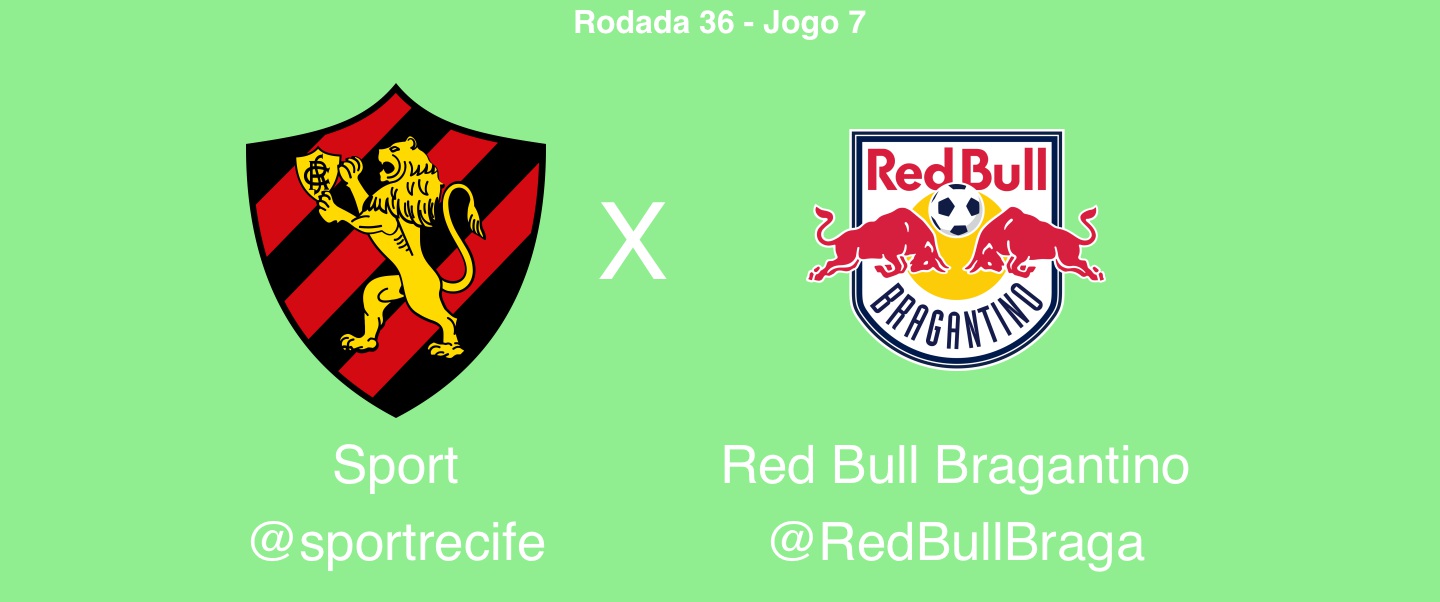 Rodada 36 - Jogo 7
X
Red Bull
BRAGANTINO
Sport
Red Bull Bragantino
@sportrecife
@RedBullBraga